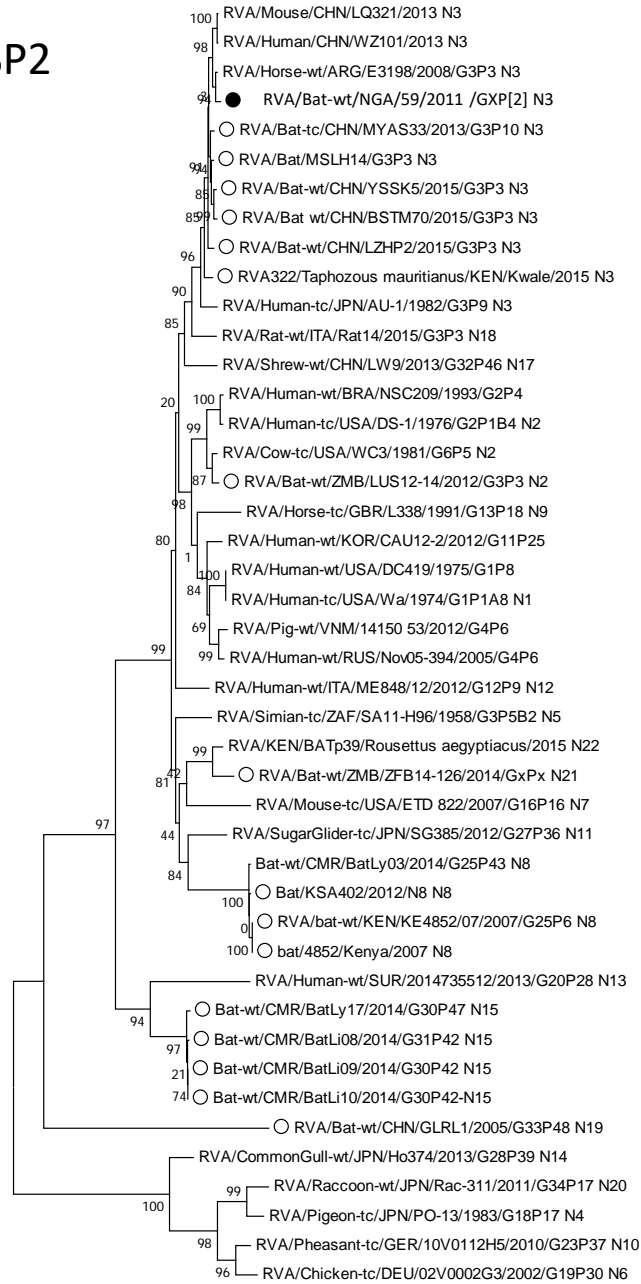 P2
100
RVA/Mouse/CHN/LQ321/2013 N3
98
RVA/Human/CHN/WZ101/2013 N3
RVA/Horse-wt/ARG/E3198/2008/G3P3 N3
94
RVA/Bat-wt/NGA/59/2011 /GXP[2] N3
RVA/Bat-tc/CHN/MYAS33/2013/G3P10 N3
RVA/Bat/MSLH14/G3P3 N3
91
94
85
RVA/Bat-wt/CHN/YSSK5/2015/G3P3 N3
85
99
RVA/Bat wt/CHN/BSTM70/2015/G3P3 N3
RVA/Bat-wt/CHN/LZHP2/2015/G3P3 N3
96
RVA322/Taphozous mauritianus/KEN/Kwale/2015 N3
90
RVA/Human-tc/JPN/AU-1/1982/G3P9 N3
85
RVA/Rat-wt/ITA/Rat14/2015/G3P3 N18
RVA/Shrew-wt/CHN/LW9/2013/G32P46 N17
20
100
RVA/Human-wt/BRA/NSC209/1993/G2P4
RVA/Human-tc/USA/DS-1/1976/G2P1B4 N2
99
RVA/Cow-tc/USA/WC3/1981/G6P5 N2
87
RVA/Bat-wt/ZMB/LUS12-14/2012/G3P3 N2
98
RVA/Horse-tc/GBR/L338/1991/G13P18 N9
80
RVA/Human-wt/KOR/CAU12-2/2012/G11P25
1
100
RVA/Human-wt/USA/DC419/1975/G1P8
84
RVA/Human-tc/USA/Wa/1974/G1P1A8 N1
69
RVA/Pig-wt/VNM/14150 53/2012/G4P6
99
RVA/Human-wt/RUS/Nov05-394/2005/G4P6
99
RVA/Human-wt/ITA/ME848/12/2012/G12P9 N12
RVA/Simian-tc/ZAF/SA11-H96/1958/G3P5B2 N5
99
RVA/KEN/BATp39/Rousettus aegyptiacus/2015 N22
42
81
RVA/Bat-wt/ZMB/ZFB14-126/2014/GxPx N21
RVA/Mouse-tc/USA/ETD 822/2007/G16P16 N7
97
44
RVA/SugarGlider-tc/JPN/SG385/2012/G27P36 N11
84
Bat-wt/CMR/BatLy03/2014/G25P43 N8
Bat/KSA402/2012/N8 N8
100
RVA/bat-wt/KEN/KE4852/07/2007/G25P6 N8
0
100
bat/4852/Kenya/2007 N8
RVA/Human-wt/SUR/2014735512/2013/G20P28 N13
94
Bat-wt/CMR/BatLy17/2014/G30P47 N15
97
Bat-wt/CMR/BatLi08/2014/G31P42 N15
21
Bat-wt/CMR/BatLi09/2014/G30P42 N15
74
Bat-wt/CMR/BatLi10/2014/G30P42-N15
RVA/Bat-wt/CHN/GLRL1/2005/G33P48 N19
RVA/CommonGull-wt/JPN/Ho374/2013/G28P39 N14
99
RVA/Raccoon-wt/JPN/Rac-311/2011/G34P17 N20
100
RVA/Pigeon-tc/JPN/PO-13/1983/G18P17 N4
98
RVA/Pheasant-tc/GER/10V0112H5/2010/G23P37 N10
96
RVA/Chicken-tc/DEU/02V0002G3/2002/G19P30 N6